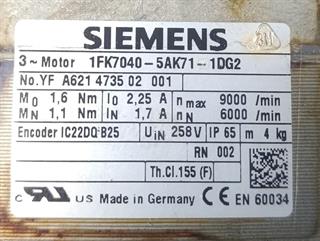 SIEMENS
3 ~ Motor 1FK7040-5AK71-1DG2
No. YF A621 4735 02 001
M0 1,6 Nm I0 2,25 A n max 9000 /min
MN 1,1 Nm IN 1,7 A nN 6000 /min
Encoder IC22DQ B25 UiN 258 V IP 65 m 4 kg
RN 002
Th.Cl.155 (F)
c RU US Made in Germany CE EN 60034